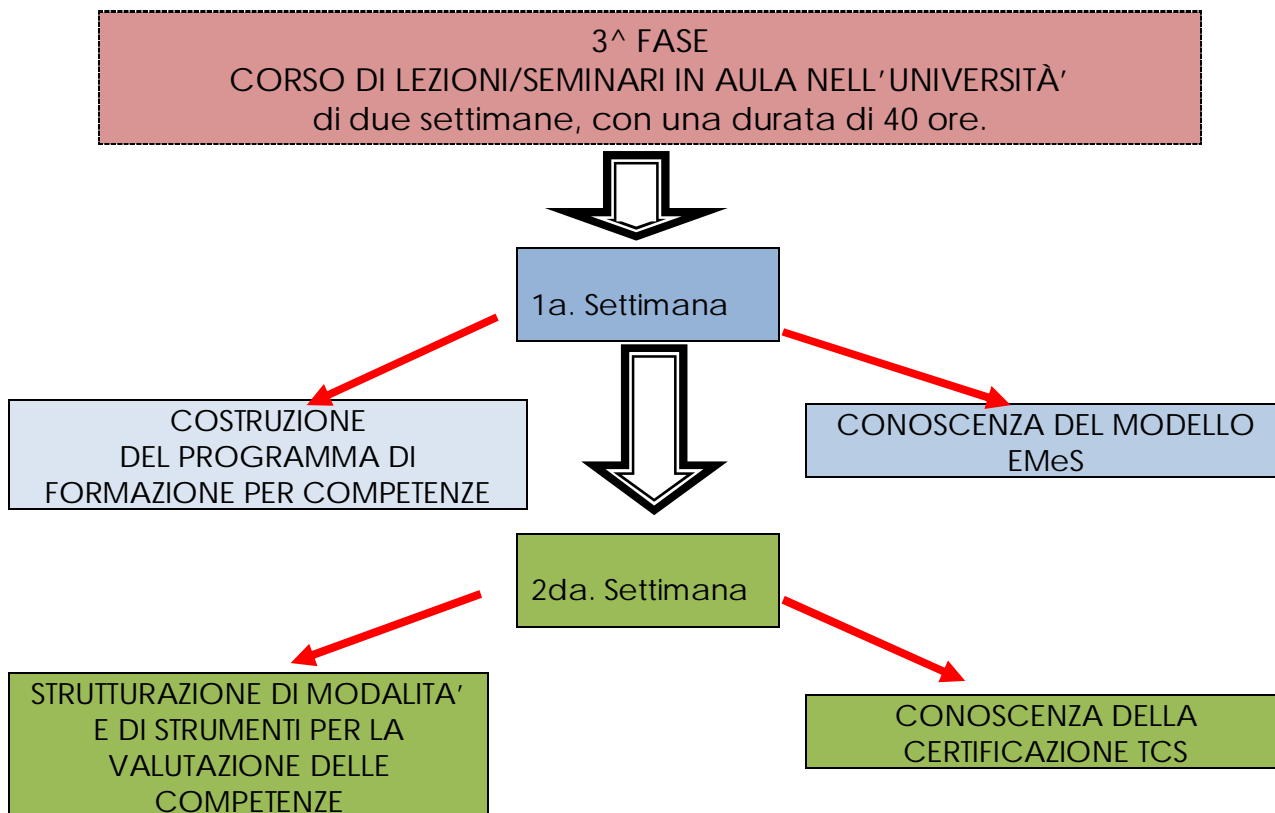 3^ FASE
CORSO DI LEZIONI/SEMINARI IN AULA NELL'UNIVERSITÀ'
di due settimane, con una durata di 40 ore.
1a. Settimana
COSTRUZIONE
DEL PROGRAMMA DI
FORMAZIONE PER COMPETENZE
CONOSCENZA DEL MODELLO
EMeS
2da. Settimana
STRUTTURAZIONE DI MODALITA'
E DI STRUMENTI PER LA
VALUTAZIONE DELLE
COMPETENZE
CONOSCENZA DELLA
CERTIFICAZIONE TCS